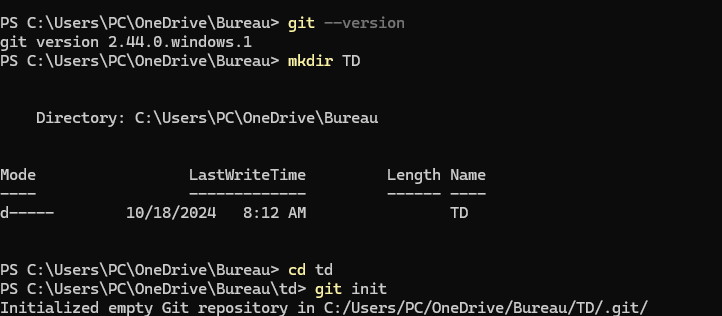 PS C:\Users\PC\OneDrive\Bureau> git --version
git version 2.44.0.windows.1
PS C:\Users\PC\OneDrive\Bureau> mkdir TD
    Directory: C:\Users\PC\OneDrive\Bureau
Mode                 LastWriteTime         Length Name
----                 -------------         ------ ----
d-----        10/18/2024   8:12 AM                TD
PS C:\Users\PC\OneDrive\Bureau> cd td
PS C:\Users\PC\OneDrive\Bureau\td> git init
Initialized empty Git repository in C:/Users/PC/OneDrive/Bureau/TD/.git/